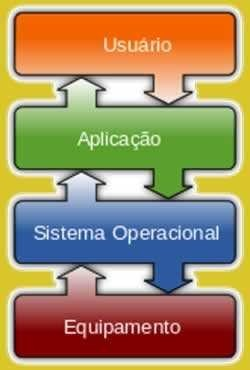 Usuário
Aplicação
Sistema Operacional
Equipamento